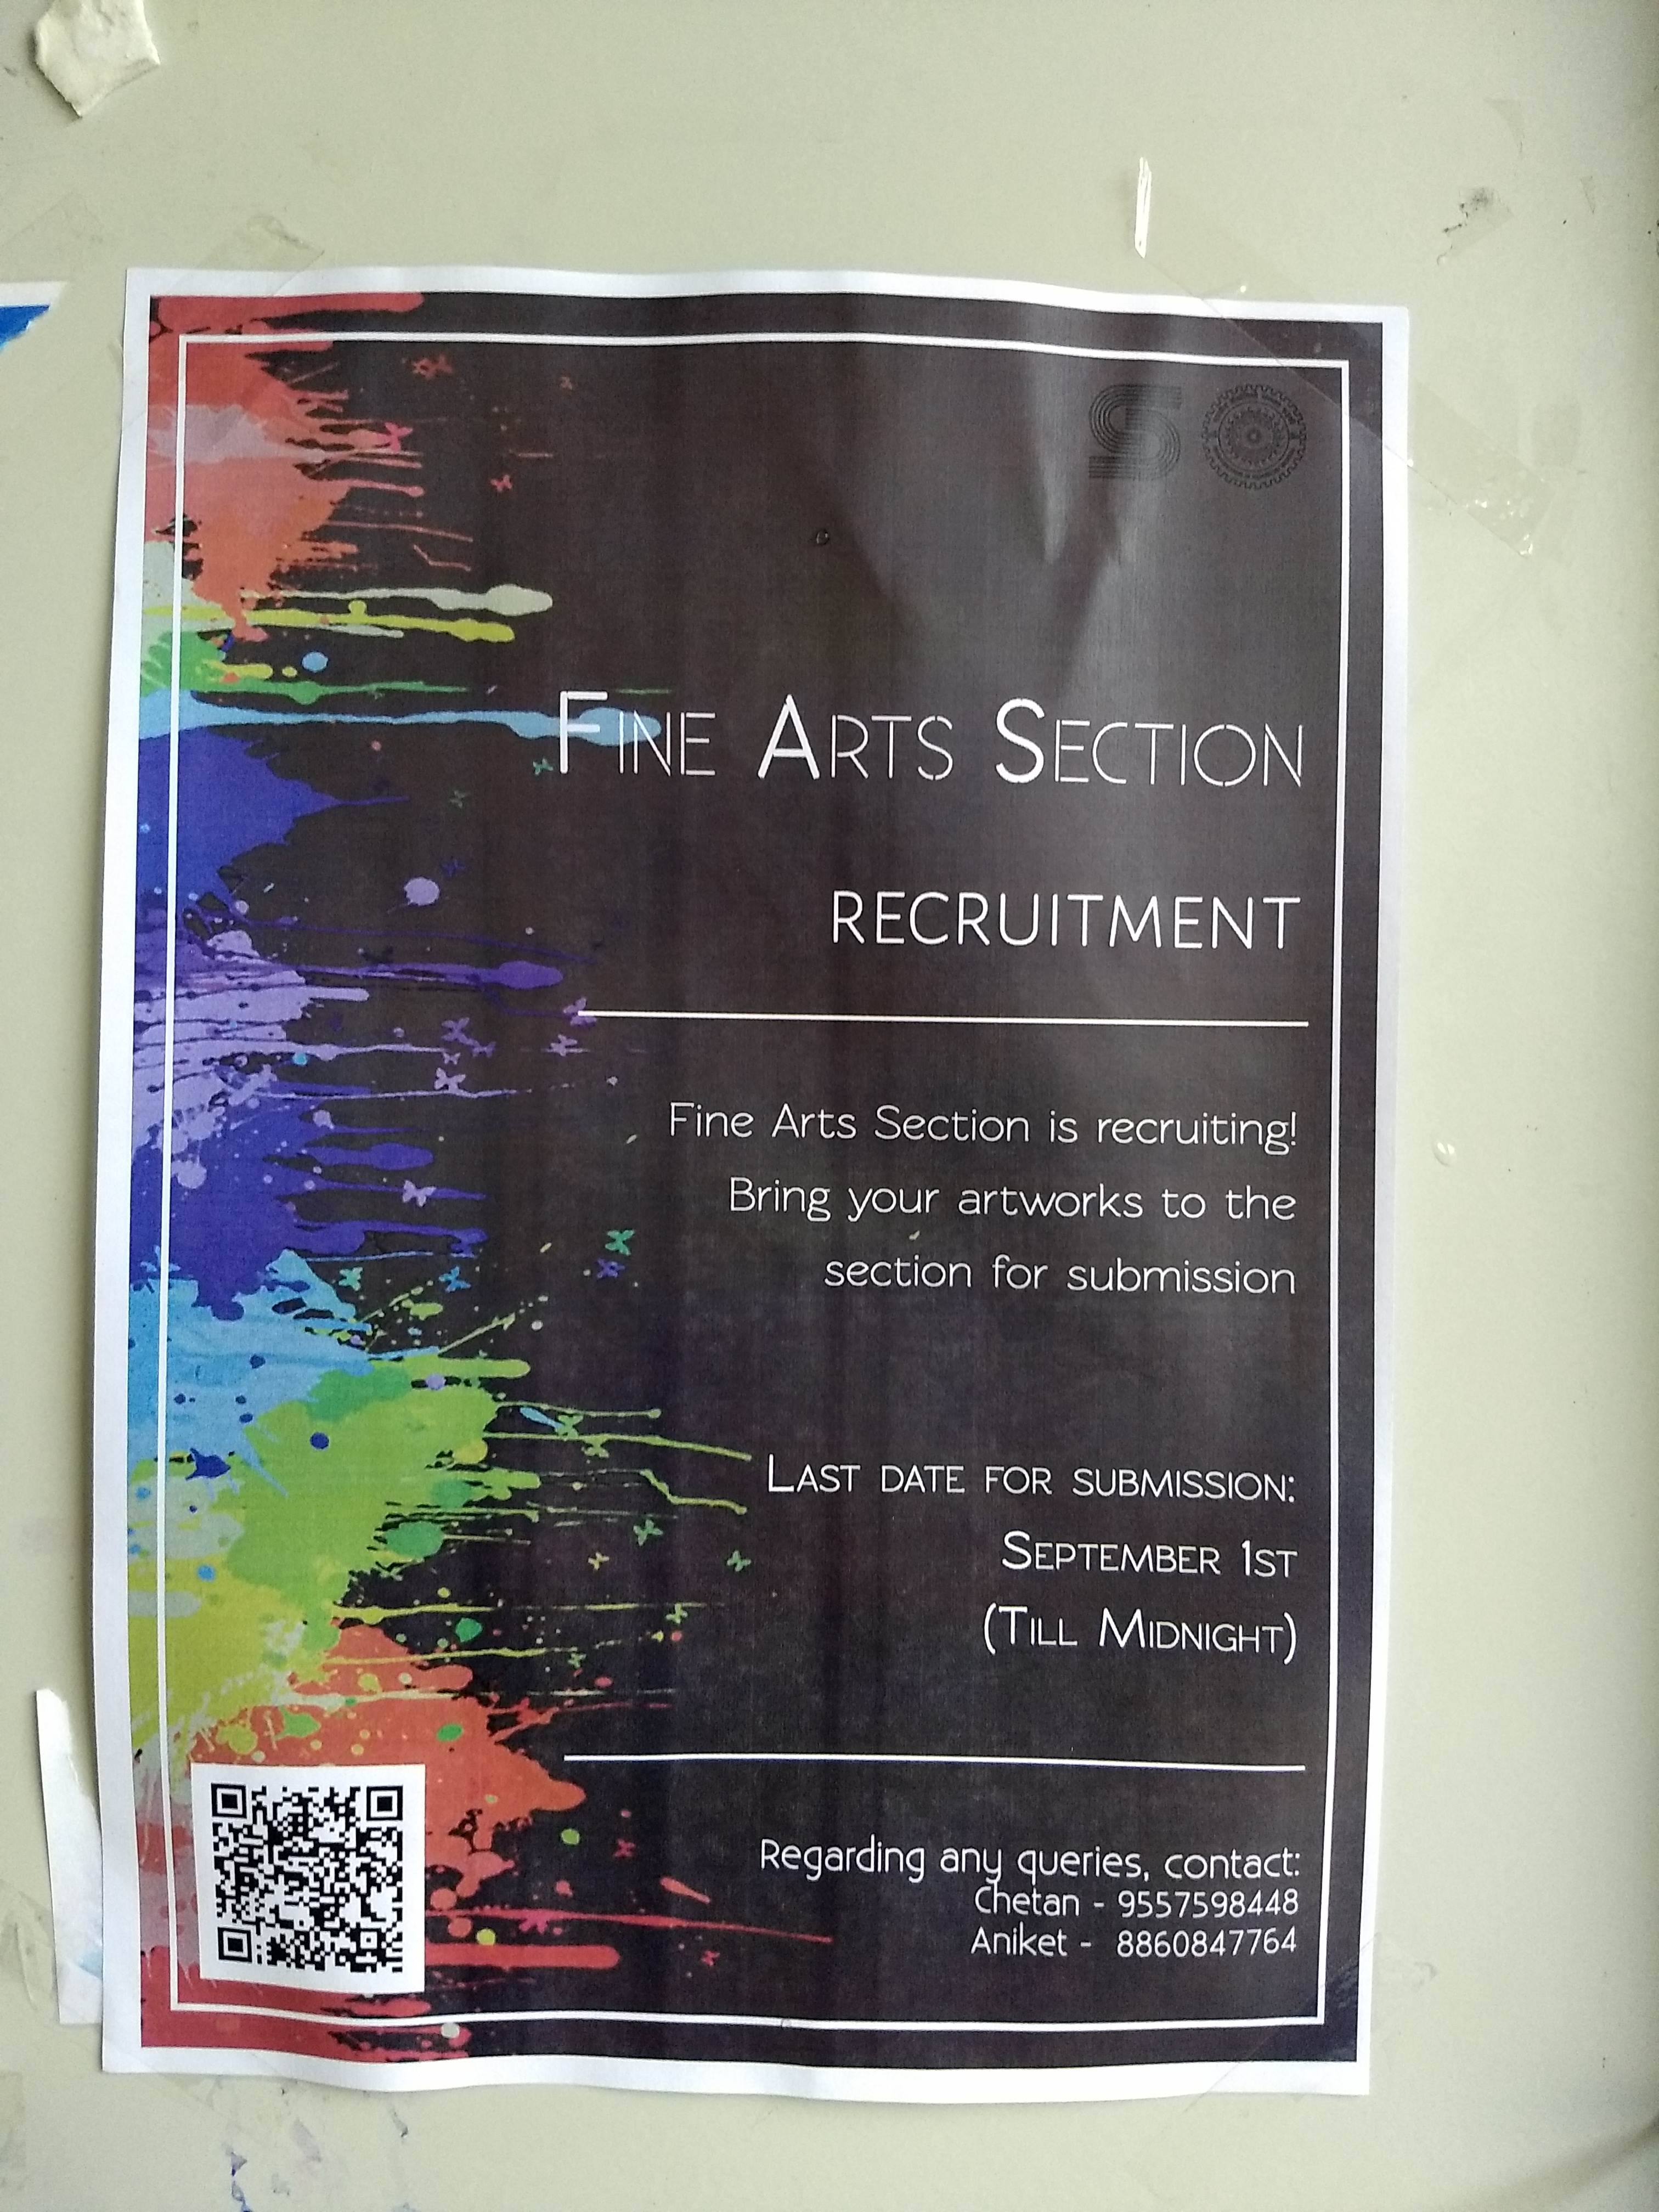 FINE ARTS SECTION
RECRUITMENT
Fine Arts Section is recruiting!
Bring your artworks to the
section for submission
LAST DATE FOR SUBMISSION:
SEPTEMBER 1ST
(TILL MIDNIGHT)
Regarding any queries, contact:
Chetan - 9557598448
Aniket - 8860847764